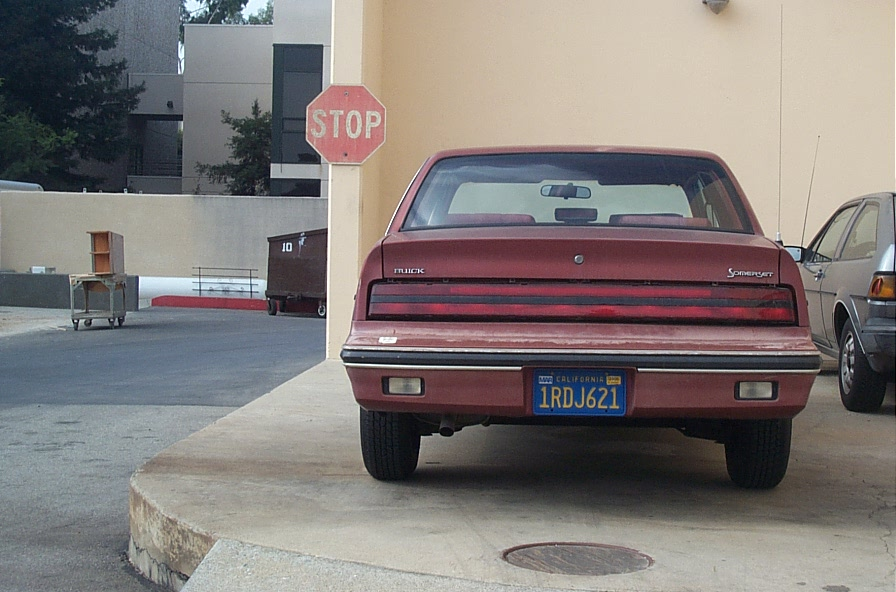 STOP
10
BUICK
SOMERSET
CALIFORNIA
1RDJ621